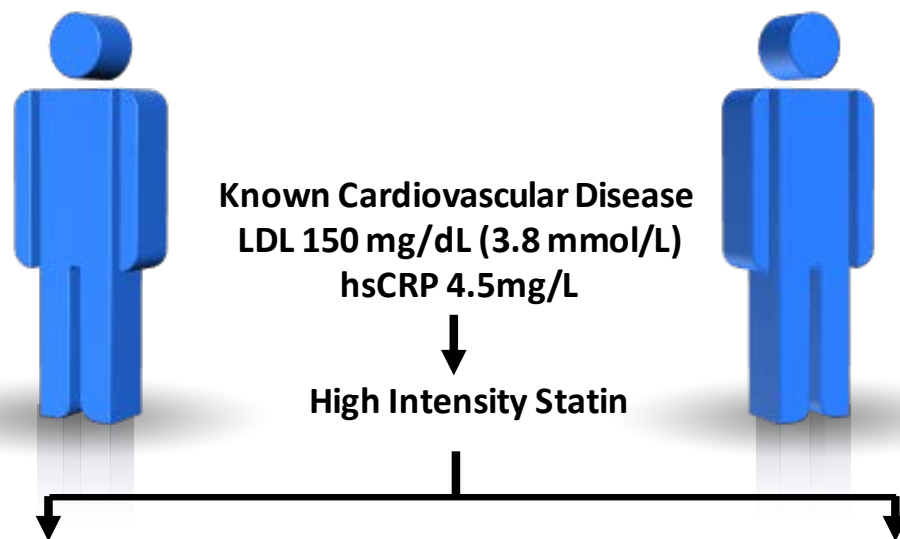 Known Cardiovascular Disease
LDL 150 mg/dL (3.8 mmol/L)
hsCRP 4.5mg/L
High Intensity Statin